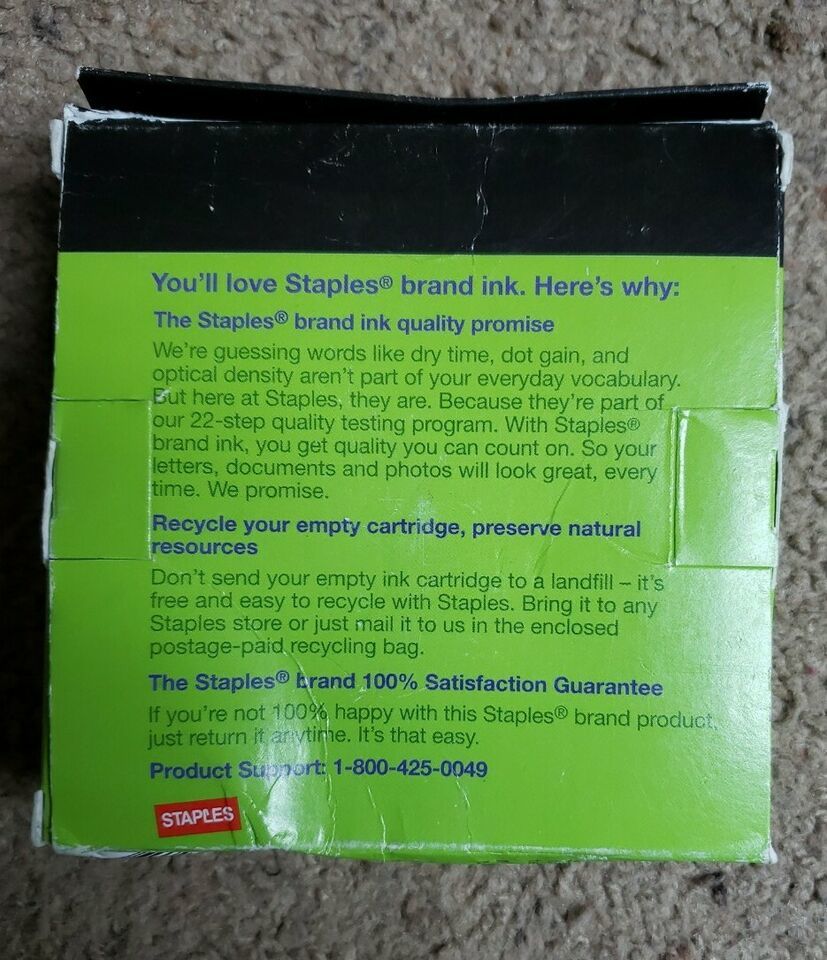 You'll love Staples® brand ink. Here's why:
The Staples® brand ink quality promise
We're guessing words like dry time, dot gain, and
optical density aren't part of your everyday vocabulary.
But here at Staples, they are. Because they're part of
our 22-step quality testing program. With Staples®
brand ink, you get quality you can count on. So your
letters, documents and photos will look great, every
time. We promise.
Recycle your empty cartridge, preserve natural
resources
Don't send your empty ink cartridge to a landfill – it's
free and easy to recycle with Staples. Bring it to any
Staples store or just mail it to us in the enclosed
postage-paid recycling bag.
The Staples® brand 100% Satisfaction Guarantee
If you're not 100% happy with this Staples® brand product,
just return it anytime. It's that easy.
Product Support: 1-800-425-0049
STAPLES